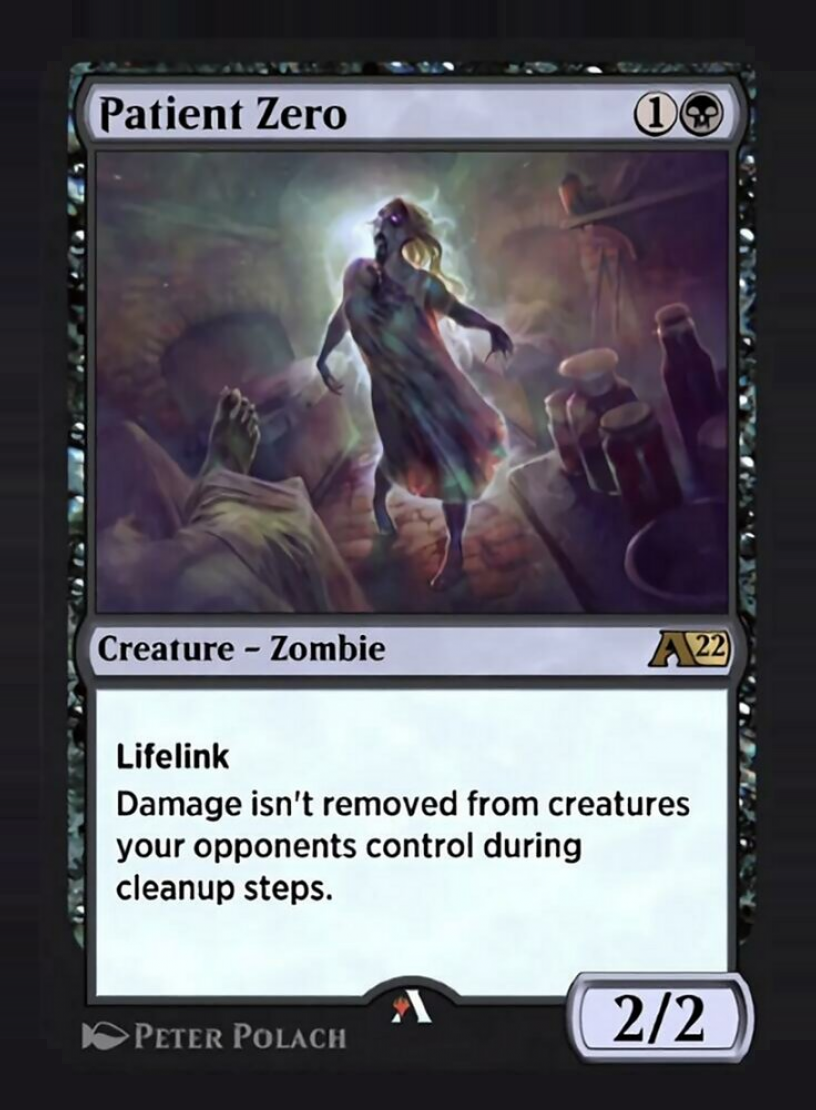 Patient Zero 1
Creature – Zombie A22
Lifelink
Damage isn't removed from creatures
your opponents control during
cleanup steps.
2/2
PETER POLACH